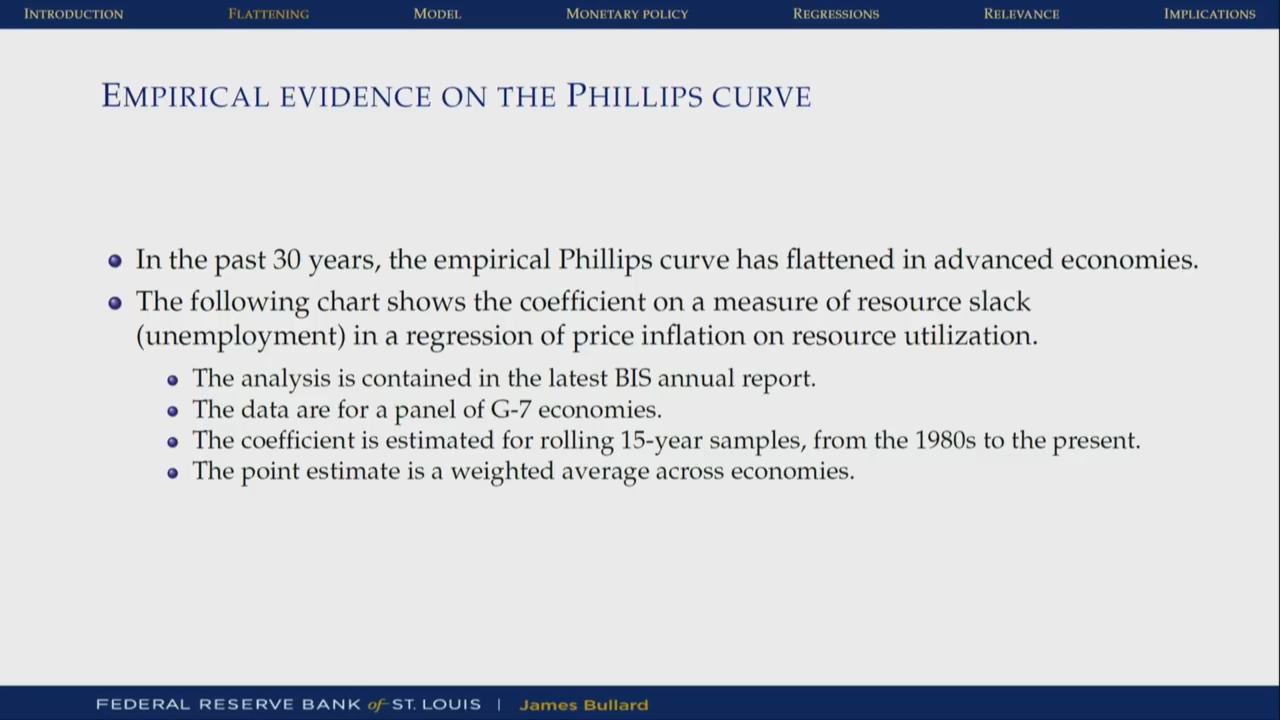 INTRODUCTION FLATTENING MODEL MONETARY POLICY REGRESSIONS RELEVANCE IMPLICATIONS
EMPIRICAL EVIDENCE ON THE PHILLIPS CURVE
In the past 30 years, the empirical Phillips curve has flattened in advanced economies.
The following chart shows the coefficient on a measure of resource slack
(unemployment) in a regression of price inflation on resource utilization.
The analysis is contained in the latest BIS annual report.
The data are for a panel of G-7 economies.
The coefficient is estimated for rolling 15-year samples, from the 1980s to the present.
The point estimate is a weighted average across economies.
FEDERAL RESERVE BANK of ST. LOUIS | James Bullard